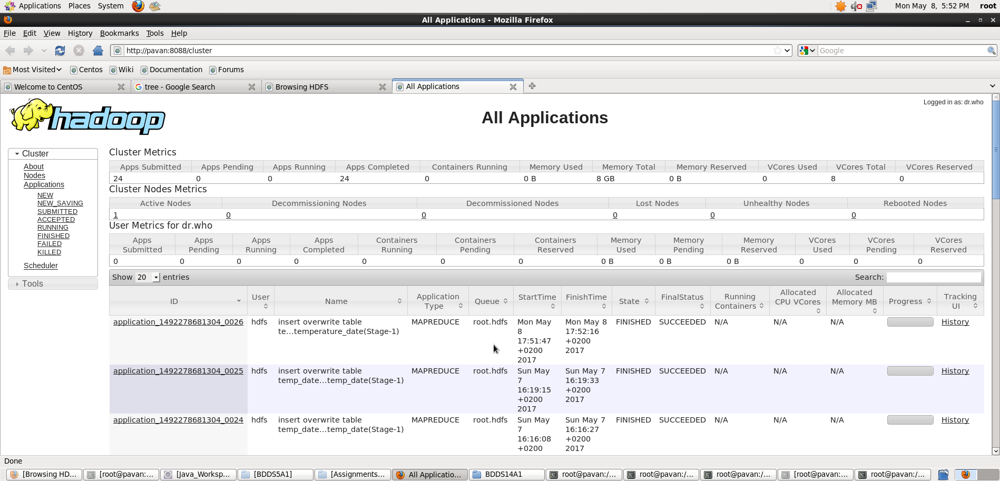 Applications Places System Mon May 8, 5:52 PM root
All Applications - Mozilla Firefox
File Edit View History Bookmarks Tools Help
http://pavan:8088/cluster Google
Most Visited Centos Wiki Documentation Forums
Welcome to CentOS tree - Google Search Browsing HDFS All Applications
Logged in as: dr.who
hadoop
All Applications
Cluster
About
Nodes
Applications
NEW
NEW_SAVING
SUBMITTED
ACCEPTED
RUNNING
FINISHED
FAILED
KILLED
Scheduler
Tools
Cluster Metrics
Apps Submitted Apps Pending Apps Running Apps Completed Containers Running Memory Used Memory Total Memory Reserved VCores Used VCores Total VCores Reserved
24 0 0 24 0 0 B 8 GB 0 B 0 8 0
Cluster Nodes Metrics
Active Nodes Decommissioning Nodes Decommissioned Nodes Lost Nodes Unhealthy Nodes Rebooted Nodes
1 0 0 0 0 0
User Metrics for dr.who
Apps Submitted Apps Pending Apps Running Apps Completed Containers Running Containers Pending Containers Reserved Memory Used Memory Pending Memory Reserved VCores Used VCores Pending VCores Reserved
0 0 0 0 0 0 0 0 B 0 B 0 B 0 0 0
Show 20 entries Search:
ID User Name Application Type Queue StartTime FinishTime State FinalStatus Running Containers Allocated CPU VCores Allocated Memory MB Progress Tracking UI
application_1492278681304_0026 hdfs insert overwrite table te...temperature_date(Stage-1) MAPREDUCE root.hdfs Mon May 8 17:51:47 +0200 2017 Mon May 8 17:52:16 +0200 2017 FINISHED SUCCEEDED N/A N/A N/A History
application_1492278681304_0025 hdfs insert overwrite table temp_date...temp_date(Stage-1) MAPREDUCE root.hdfs Sun May 7 16:19:15 +0200 2017 Sun May 7 16:19:33 +0200 2017 FINISHED SUCCEEDED N/A N/A N/A History
application_1492278681304_0024 hdfs insert overwrite table temp_date...temp_date(Stage-1) MAPREDUCE root.hdfs Sun May 7 16:16:08 +0200 Sun May 7 16:16:27 +0200 2017 FINISHED SUCCEEDED N/A N/A N/A History
Done
[Browsing HD... [root@pavan:... [Java_Worksp... [BDDS5A1] [Assignments... All Applicatio... BDDS14A1 root@pavan:/... root@pavan:/... root@pavan:/... [root@pavan:... root@pavan:/...